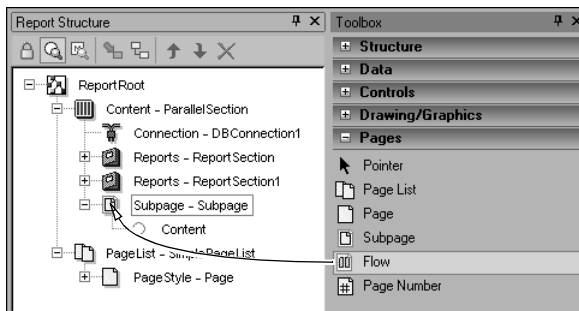 Report Structure
Toolbox
Structure
Data
Controls
Drawing/Graphics
Pages
Pointer
Page List
Page
Subpage
Flow
Page Number
ReportRoot
Content - ParallelSection
Connection - DBConnection1
Reports - ReportSection
Reports - ReportSection1
Subpage - Subpage
Content
PageList - SimplePageList
PageStyle - Page